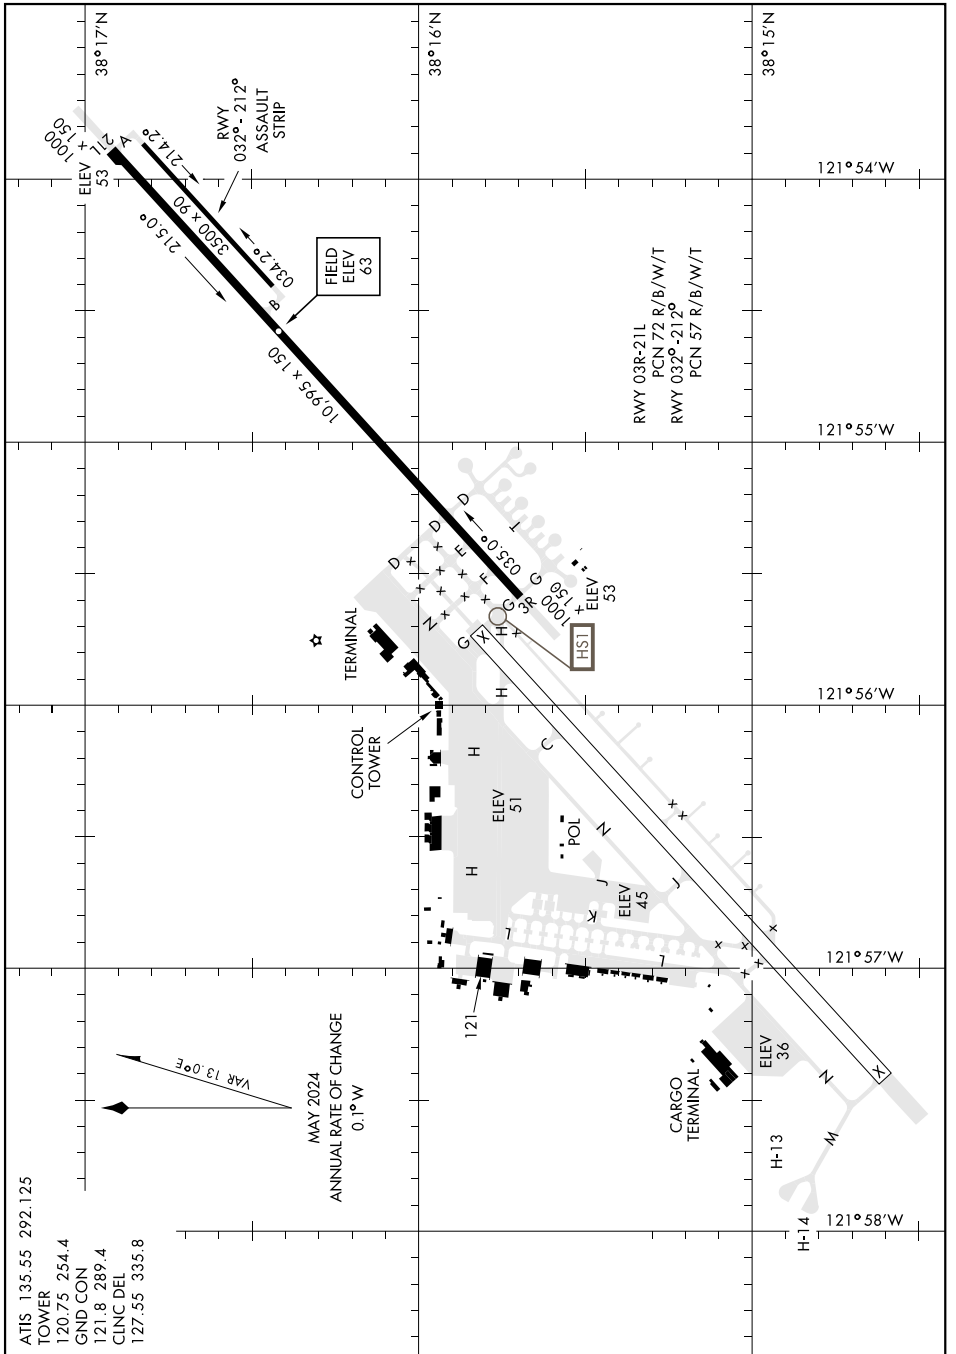 ATIS 135.55 292.125
TOWER
120.75 254.4
GND CON
121.8 289.4
CLNC DEL
127.55 335.8
VAR 13.0°E
MAY 2024
ANNUAL RATE OF CHANGE
0.1° W
38°17'N
38°16'N
38°15'N
121°54'W
121°55'W
121°56'W
121°57'W
121°58'W
1000 x 150
ELEV
53
21L
A
214.2°
RWY
032°- 212°
ASSAULT
STRIP
215.0°
3500 x 90
034.2°
B
FIELD
ELEV
63
10,995 x 150
RWY 03R-21L
PCN 72 R/B/W/T
RWY 032°-212°
PCN 57 R/B/W/T
D
D
D
T
E
F
035.0°
G
G
G
3R
1000
x 150
ELEV
53
X
X
X
X
X
X
X
X
X
X
N
H
X
X
HS1
TERMINAL
CONTROL
TOWER
H
H
H
C
ELEV
51
POL
N
J
J
K
ELEV
45
L
L
X
X
X
X
X
X
X
121
CARGO
TERMINAL
ELEV
36
N
X
M
H-13
H-14